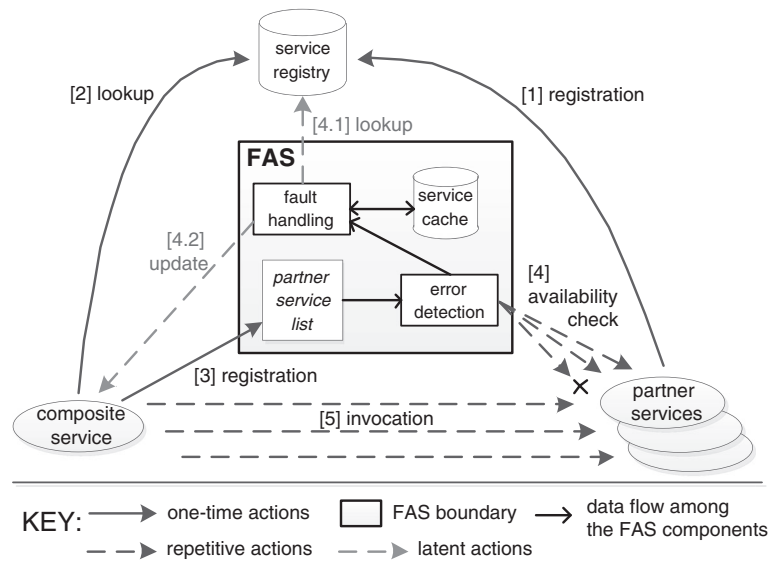 service
registry
[2] lookup
[1] registration
[4.1] lookup
FAS
fault
handling
service
cache
[4.2]
update
partner
service
list
error
detection
[4]
availability
check
[3] registration
composite
service
[5] invocation
partner
services
KEY:
one-time actions
FAS boundary
data flow among
the FAS components
repetitive actions
latent actions